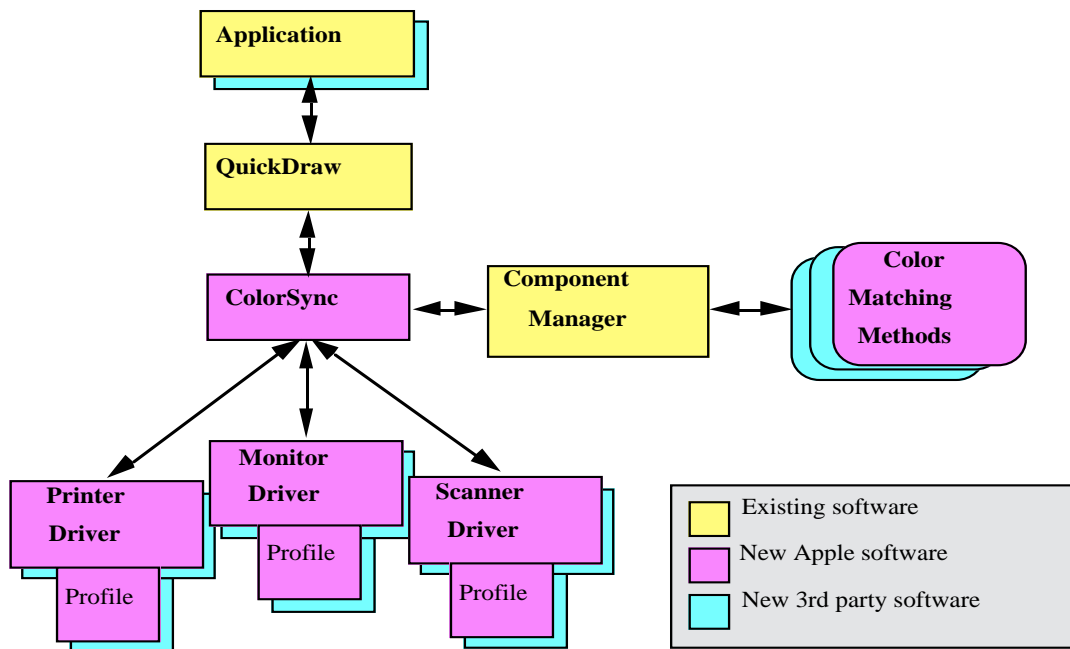 Application
QuickDraw
ColorSync
Component
Manager
Color
Matching
Methods
Printer
Driver
Profile
Monitor
Driver
Profile
Scanner
Driver
Profile
Existing software
New Apple software
New 3rd party software